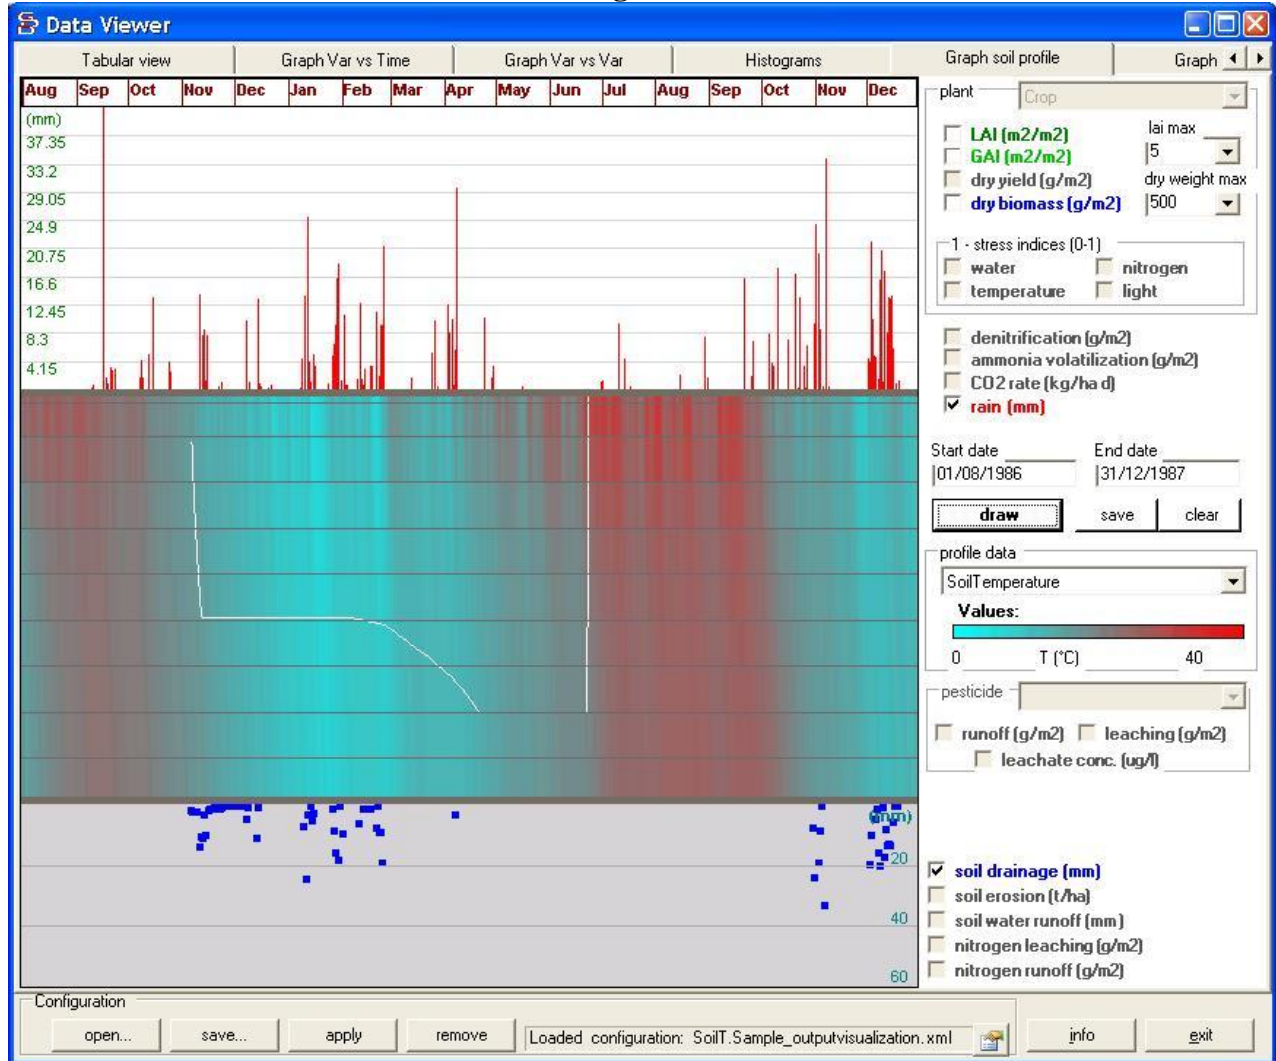 Data Viewer
Tabular view Graph Var vs Time Graph Var vs Var Histograms Graph soil profile Graph
Aug Sep Oct Nov Dec Jan Feb Mar Apr May Jun Jul Aug Sep Oct Nov Dec
(mm)
37.35
33.2
29.05
24.9
20.75
16.6
12.45
8.3
4.15
(mm)
20
40
60
plant Crop
LAI (m2/m2) lai max
GAI (m2/m2) 5
dry yield (g/m2) dry weight max
dry biomass (g/m2) 500
1 - stress indices (0-1)
water nitrogen
temperature light
denitrification (g/m2)
ammonia volatilization (g/m2)
CO2 rate (kg/ha d)
rain (mm)
Start date End date
01/08/1986 31/12/1987
draw save clear
profile data
SoilTemperature
Values:
0 T (°C) 40
pesticide
runoff (g/m2) leaching (g/m2)
leachate conc. (ug/l)
soil drainage (mm)
soil erosion (t/ha)
soil water runoff (mm)
nitrogen leaching (g/m2)
nitrogen runoff (g/m2)
Configuration
open... save... apply remove Loaded configuration: SoilT.Sample_outputvisualization.xml info exit